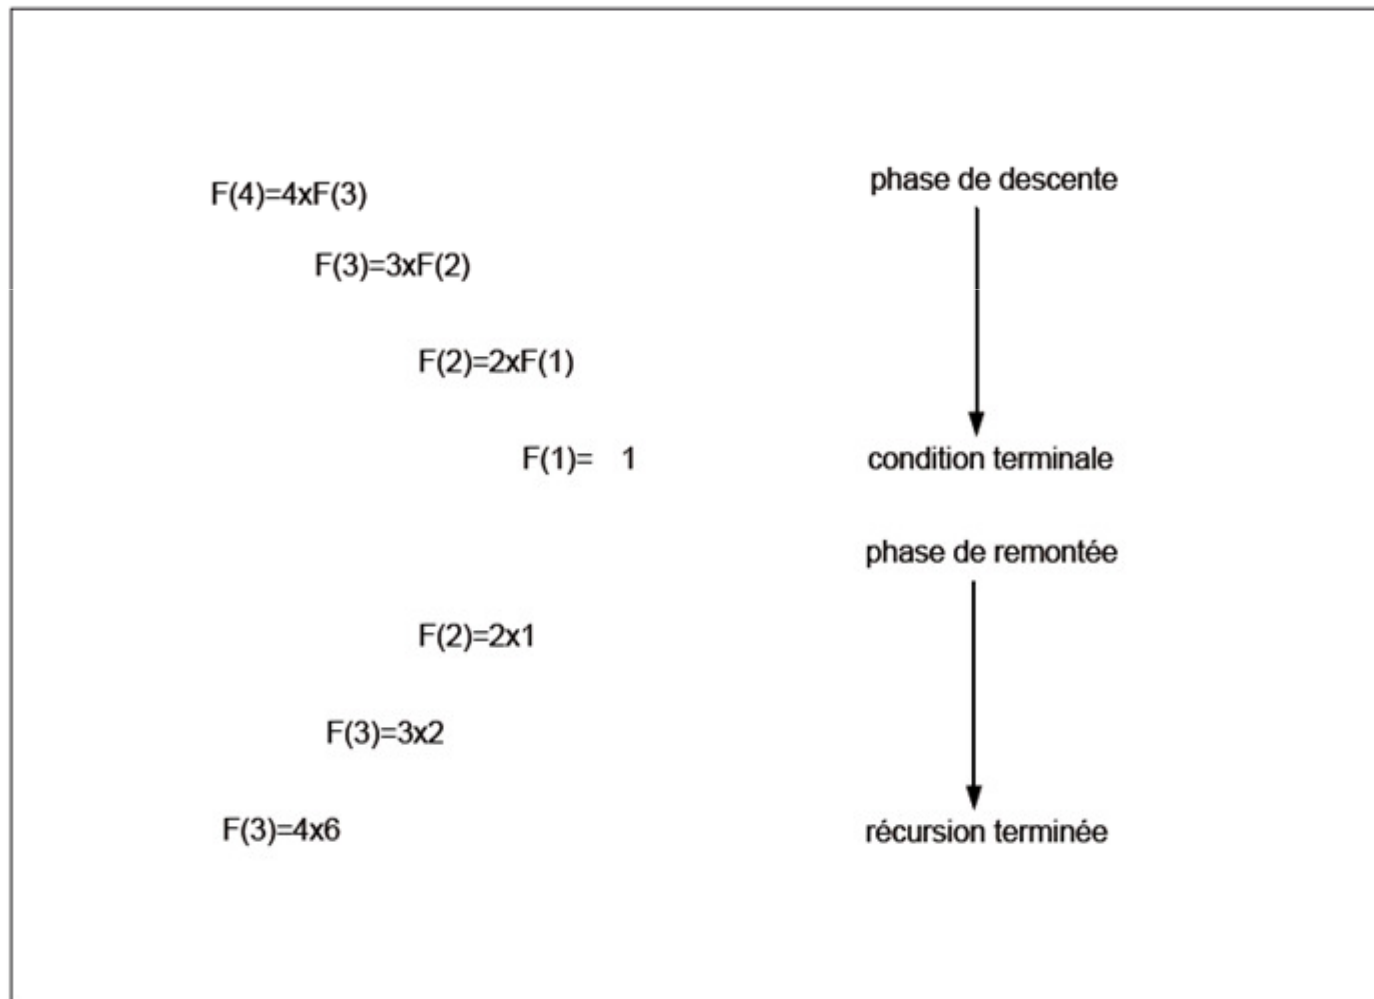 phase de descente
F(4)=4xF(3)
F(3)=3xF(2)
F(2)=2xF(1)
F(1)= 1
condition terminale
phase de remontée
F(2)=2x1
F(3)=3x2
F(3)=4x6
récursion terminée